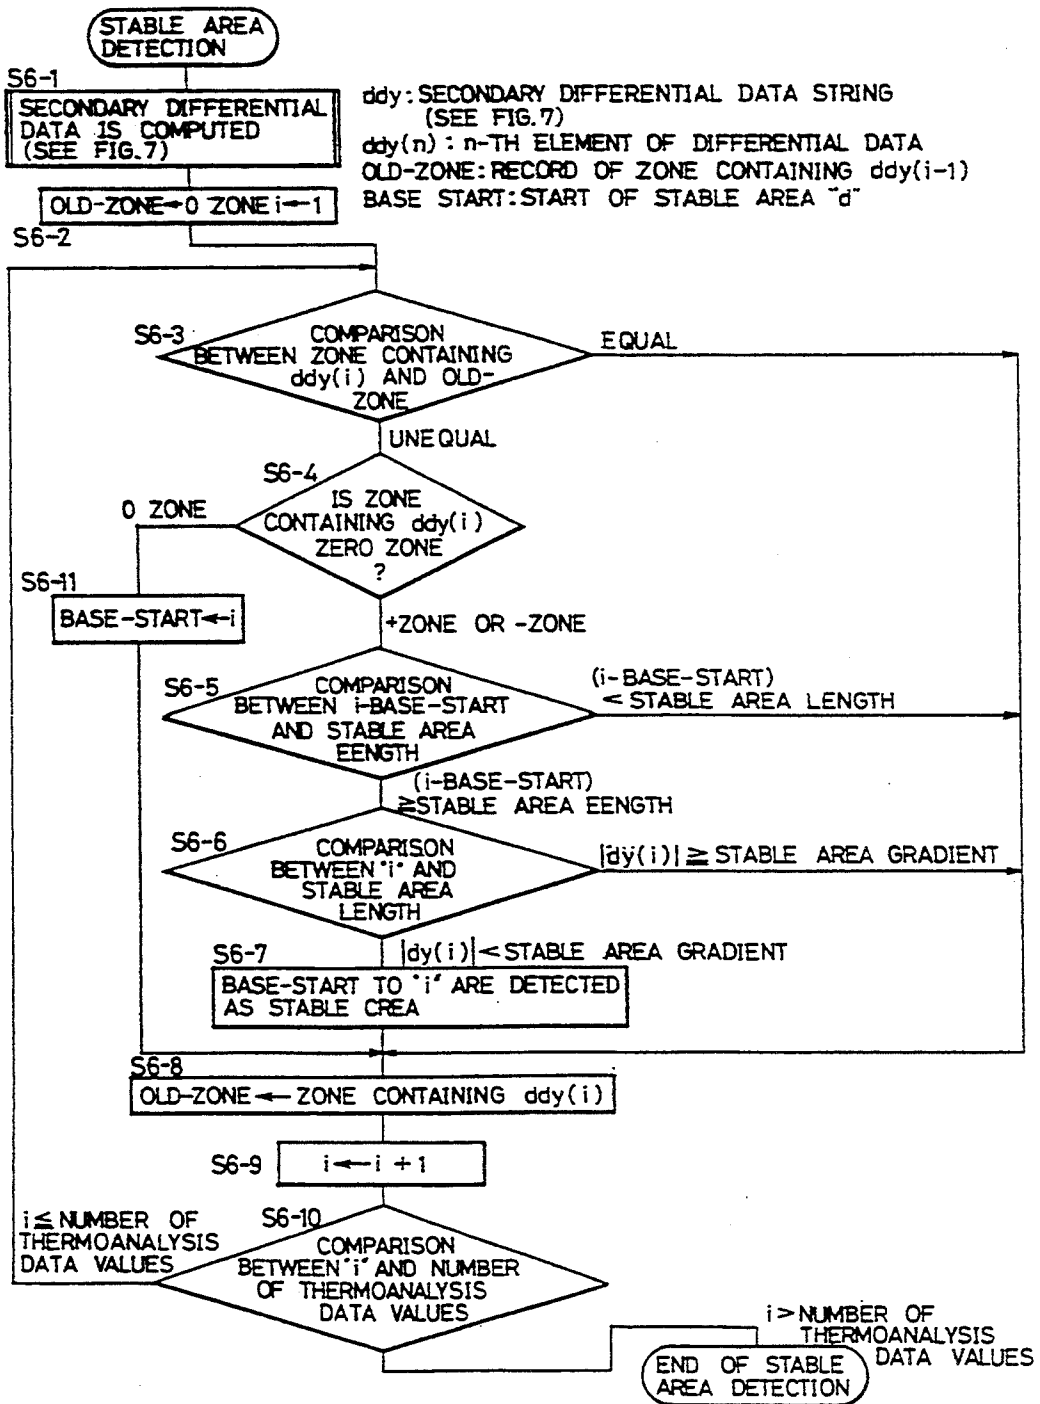 STABLE AREA
DETECTION
S6-1
SECONDARY DIFFERENTIAL
DATA IS COMPUTED
(SEE FIG.7)
ddy:SECONDARY DIFFERENTIAL DATA STRING
(SEE FIG.7)
ddy(n):n-TH ELEMENT OF DIFFERENTIAL DATA
OLD-ZONE:RECORD OF ZONE CONTAINING ddy(i-1)
BASE START:START OF STABLE AREA "d"
OLD-ZONE←0 ZONE i←1
S6-2
S6-3
COMPARISON
BETWEEN ZONE CONTAINING
ddy(i) AND OLD-
ZONE
EQUAL
UNEQUAL
S6-4
IS ZONE
CONTAINING ddy(i)
ZERO ZONE
?
0 ZONE
S6-11
BASE-START←i
+ZONE OR -ZONE
S6-5
COMPARISON
BETWEEN i-BASE-START
AND STABLE AREA
EENGTH
(i-BASE-START)
<STABLE AREA LENGTH
(i-BASE-START)
≧STABLE AREA EENGTH
S6-6
COMPARISON
BETWEEN "i" AND
STABLE AREA
LENGTH
|dy(i)|≧ STABLE AREA GRADIENT
|dy(i)|<STABLE AREA GRADIENT
S6-7
BASE-START TO "i" ARE DETECTED
AS STABLE CREA
S6-8
OLD-ZONE← ZONE CONTAINING ddy(i)
S6-9
i←i+1
S6-10
COMPARISON
BETWEEN "i" AND NUMBER
OF THERMOANALYSIS
DATA VALUES
i≦NUMBER OF
THERMOANALYSIS
DATA VALUES
i>NUMBER OF
THERMOANALYSIS
DATA VALUES
END OF STABLE
AREA DETECTION